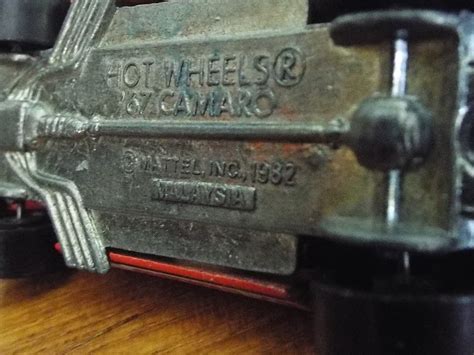 HOT WHEELS®
'67 CAMARO
© MATTEL, INC., 1982
MALAYSIA